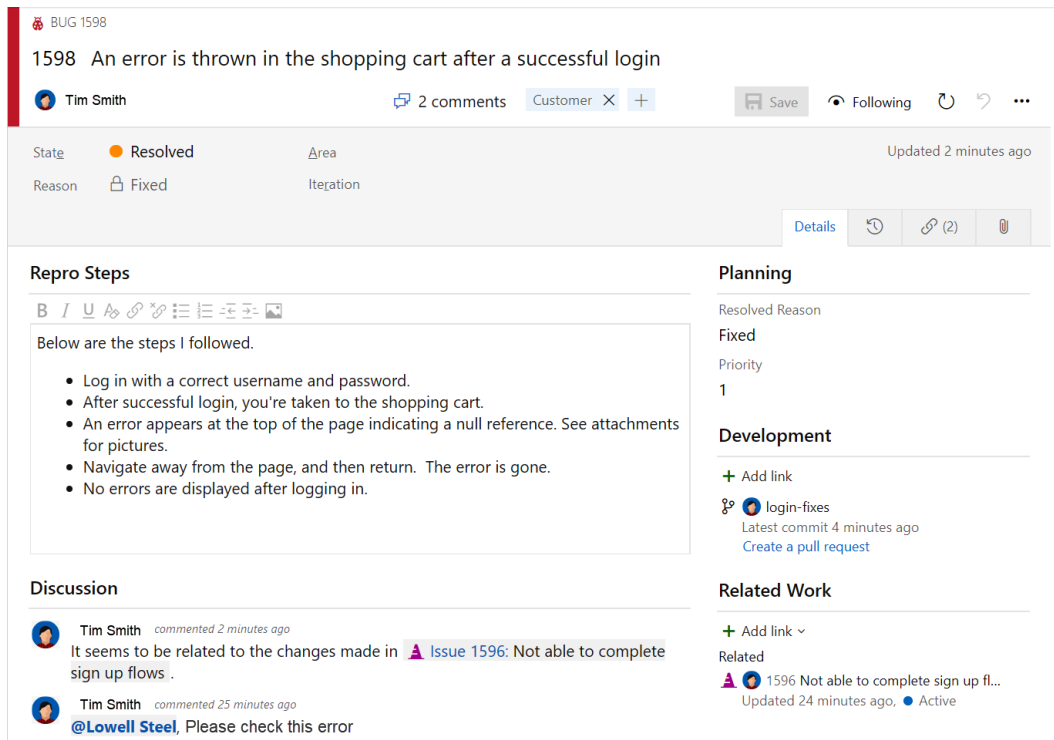 BUG 1598
1598 An error is thrown in the shopping cart after a successful login
Tim Smith
2 comments
Customer
Save
Following
State
Resolved
Area
Updated 2 minutes ago
Reason
Fixed
Iteration
Details
(2)
Repro Steps
B I U
Below are the steps I followed.
• Log in with a correct username and password.
• After successful login, you're taken to the shopping cart.
• An error appears at the top of the page indicating a null reference. See attachments
for pictures.
• Navigate away from the page, and then return. The error is gone.
• No errors are displayed after logging in.
Discussion
Tim Smith commented 2 minutes ago
It seems to be related to the changes made in Issue 1596: Not able to complete
sign up flows .
Tim Smith commented 25 minutes ago
@Lowell Steel, Please check this error
Planning
Resolved Reason
Fixed
Priority
1
Development
+ Add link
login-fixes
Latest commit 4 minutes ago
Create a pull request
Related Work
+ Add link
Related
1596 Not able to complete sign up fl...
Updated 24 minutes ago, Active